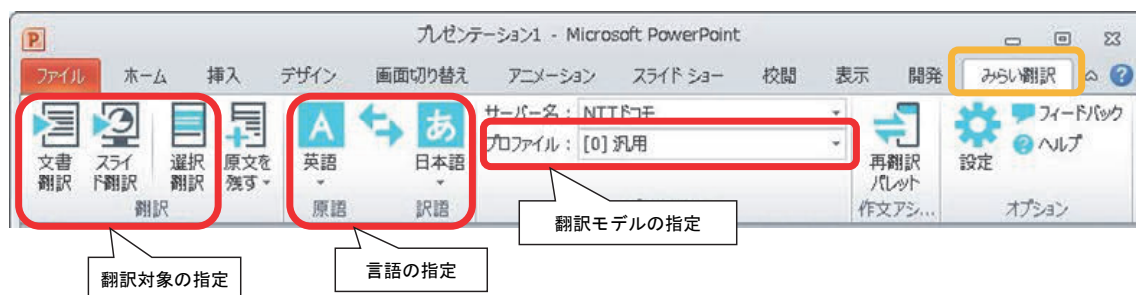 プレゼンテーション1 - Microsoft PowerPoint
ファイル ホーム 挿入 デザイン 画面切り替え アニメーション スライド ショー 校閲 表示 開発 みらい翻訳
サーバー名: NTTドコモ
プロファイル: [0] 汎用
文書
翻訳
スライ
ド翻訳
選択
翻訳
原文を
残す
翻訳
A
英語
原語
あ
日本語
訳語
再翻訳
パレット
作文アシ...
設定
フィードバック
ヘルプ
オプション
翻訳モデルの指定
言語の指定
翻訳対象の指定